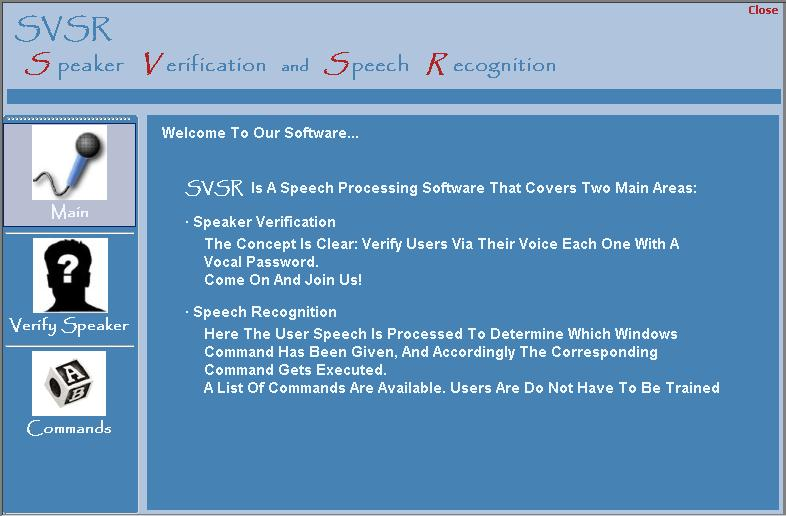 Close
SVSR
Speaker Verification and Speech Recognition
Main
Verify Speaker
A
B
Commands
Welcome To Our Software...
SVSR Is A Speech Processing Software That Covers Two Main Areas:
· Speaker Verification
The Concept Is Clear: Verify Users Via Their Voice Each One With A
Vocal Password.
Come On And Join Us!
· Speech Recognition
Here The User Speech Is Processed To Determine Which Windows
Command Has Been Given, And Accordingly The Corresponding
Command Gets Executed.
A List Of Commands Are Available. Users Are Do Not Have To Be Trained